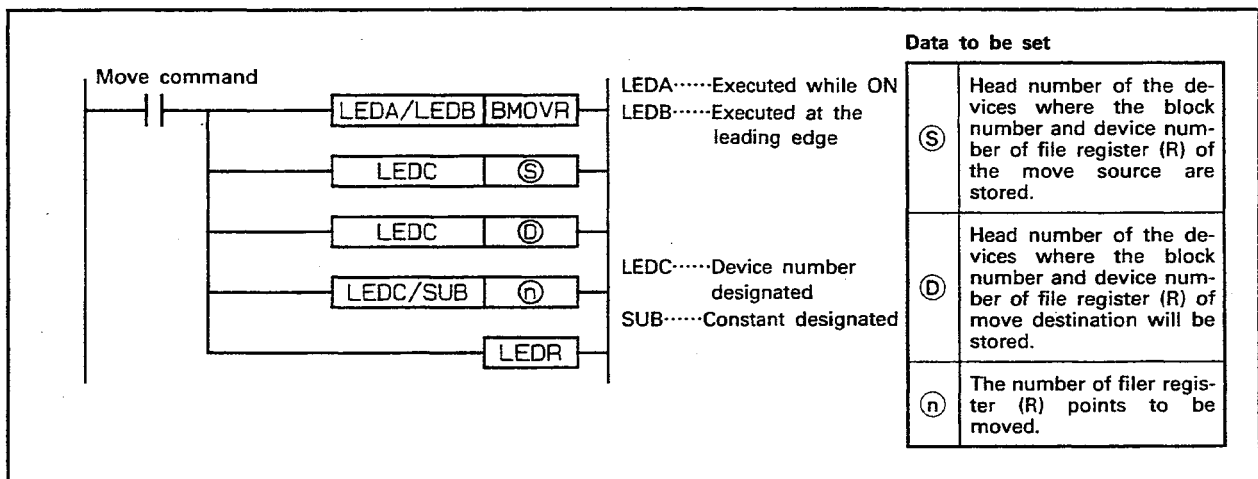 Move command
LEDA/LEDB BMOVR
LEDC Ⓢ
LEDC Ⓓ
LEDC/SUB ⓝ
LEDR
LEDA······Executed while ON
LEDB······Executed at the
leading edge
LEDC······Device number
designated
SUB······Constant designated
Data to be set
Ⓢ
Head number of the de-
vices where the block
number and device num-
ber of file register (R) of
the move source are
stored.
Ⓓ
Head number of the de-
vices where the block
number and device num-
ber of file register (R) of
move destination will be
stored.
ⓝ
The number of filer regis-
ter (R) points to be
moved.